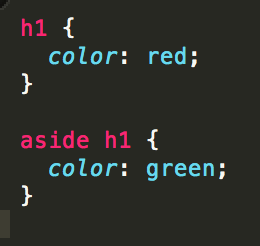 h1 {
  color: red;
}

aside h1 {
  color: green;
}